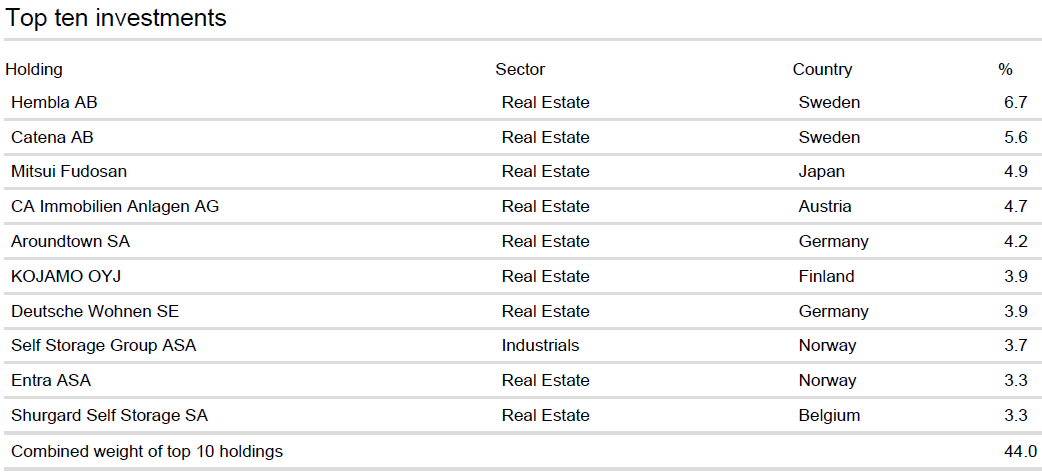 Top ten investments
Holding Sector Country %
Hembla AB Real Estate Sweden 6.7
Catena AB Real Estate Sweden 5.6
Mitsui Fudosan Real Estate Japan 4.9
CA Immobilien Anlagen AG Real Estate Austria 4.7
Aroundtown SA Real Estate Germany 4.2
KOJAMO OYJ Real Estate Finland 3.9
Deutsche Wohnen SE Real Estate Germany 3.9
Self Storage Group ASA Industrials Norway 3.7
Entra ASA Real Estate Norway 3.3
Shurgard Self Storage SA Real Estate Belgium 3.3
Combined weight of top 10 holdings 44.0